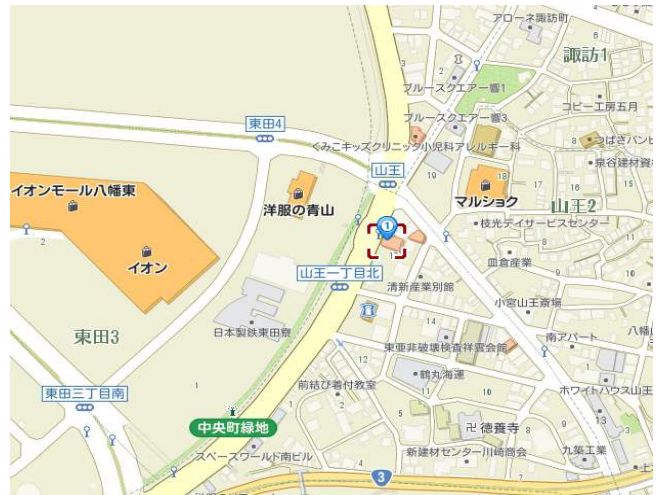 アローネ諏訪町
諏訪1
ブルースクエアー響1
コピー工房五月
ブルースクエアー響3
東田4
くみこキッズクリニック小児科アレルギー科
つばさバンビ
泉谷建材資
山王
イオンモール八幡東
洋服の青山
マルショク
山王2
枝光デイサービスセンター
イオン
皿倉産業
山王一丁目北
清新産業別館
小宮山王斎場
日本製鉄東田寮
東田3
南アパート
八幡山
東亜非破壊検査祥雲会館
前結び着付教室
鶴丸海運
ホワイトハウス山王
東田三丁目南
中央町緑地
卍徳養寺
スペースワールド南ビル
新建材センター川崎商会
九築工業
3